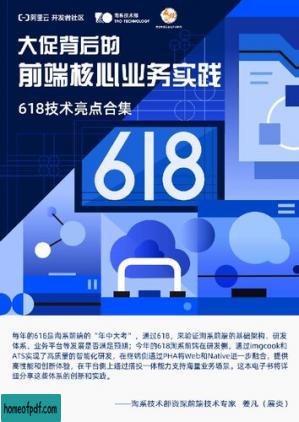 阿里云 开发者社区
淘系技术部
TAO TECHNOLOGY
大促背后的
前端核心业务实践
618技术亮点合集
618
每年的618是淘系前端的“年中大考”，通过618，来验证淘系前端的基础架构、研发
体系、业务平台等发展是否满足预期；今年的618淘系前端在研发侧，通过imgcook和
ATS实现了高质量的智能化研发，在终端侧通过PHA将Web和Native进一步融合，提供
高性能和创新体验，在平台侧上通过搭投一体能力支持海量业务场景。这本电子书将详
细分享这些体系的创新和实践。
——淘系技术部资深前端技术专家 姜凡（展炎）
homeofpdf.com